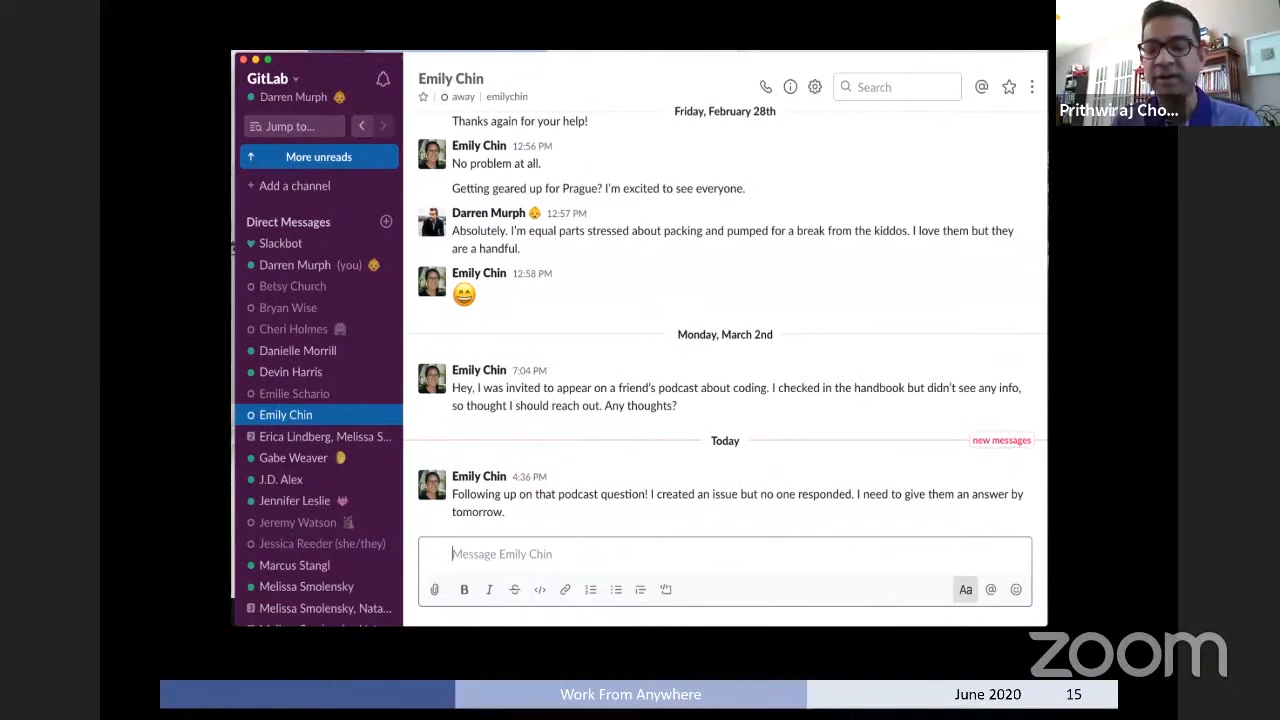 GitLab
Darren Murph
Jump to...
More unreads
+ Add a channel
Direct Messages
Slackbot
Darren Murph (you)
Betsy Church
Bryan Wise
Cheri Holmes
Danielle Morrill
Devin Harris
Emilie Schario
Emily Chin
2 Erica Lindberg, Melissa S...
Gabe Weaver
J.D. Alex
Jennifer Leslie
Jeremy Watson
Jessica Reeder (she/they)
Marcus Stangl
Melissa Smolensky
Melissa Smolensky, Nata...
Emily Chin
away | emilychin
Search
Friday, February 28th
Thanks again for your help!
Emily Chin 12:56 PM
No problem at all.
Getting geared up for Prague? I'm excited to see everyone.
Darren Murph 12:57 PM
Absolutely. I'm equal parts stressed about packing and pumped for a break from the kiddos. I love them but they
are a handful.
Emily Chin 12:58 PM
Monday, March 2nd
Emily Chin 7:04 PM
Hey, I was invited to appear on a friend's podcast about coding. I checked in the handbook but didn't see any info,
so thought I should reach out. Any thoughts?
Today
new messages
Emily Chin 4:36 PM
Following up on that podcast question! I created an issue but no one responded. I need to give them an answer by
tomorrow.
Message Emily Chin
B I S </> Aa @
Prithwiraj Cho...
zoom
Work From Anywhere
June 2020 15